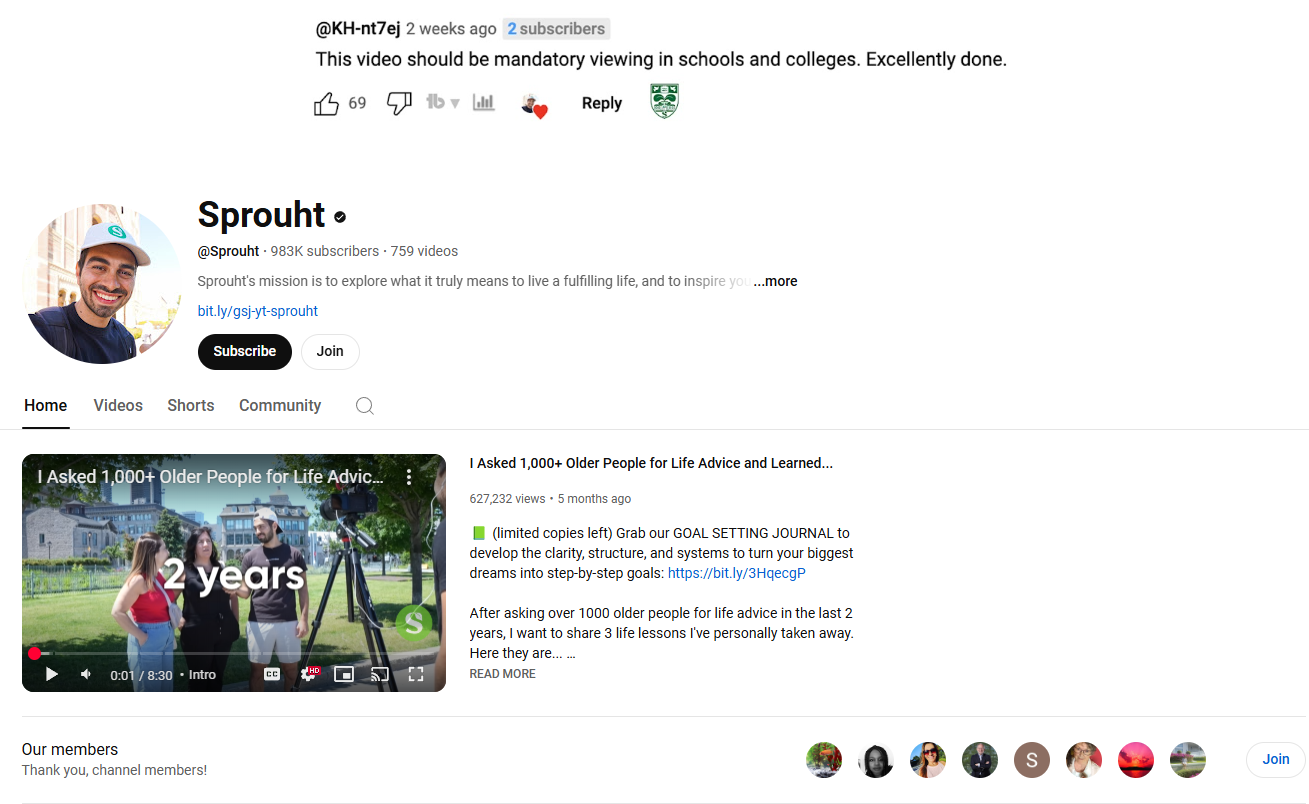 @KH-nt7ej 2 weeks ago 2 subscribers
This video should be mandatory viewing in schools and colleges. Excellently done.
69 Reply
Sprouht
@Sprouht · 983K subscribers · 759 videos
Sprouht's mission is to explore what it truly means to live a fulfilling life, and to inspire you ...more
bit.ly/gsj-yt-sprouht
Subscribe Join
Home Videos Shorts Community
I Asked 1,000+ Older People for Life Advic...
2 years
S
0:01 / 8:30 • Intro CC HD
I Asked 1,000+ Older People for Life Advice and Learned...
627,232 views • 5 months ago
(limited copies left) Grab our GOAL SETTING JOURNAL to
develop the clarity, structure, and systems to turn your biggest
dreams into step-by-step goals: https://bit.ly/3HqecgP
After asking over 1000 older people for life advice in the last 2
years, I want to share 3 life lessons I've personally taken away.
Here they are... ...
READ MORE
Our members
Thank you, channel members!
S
Join